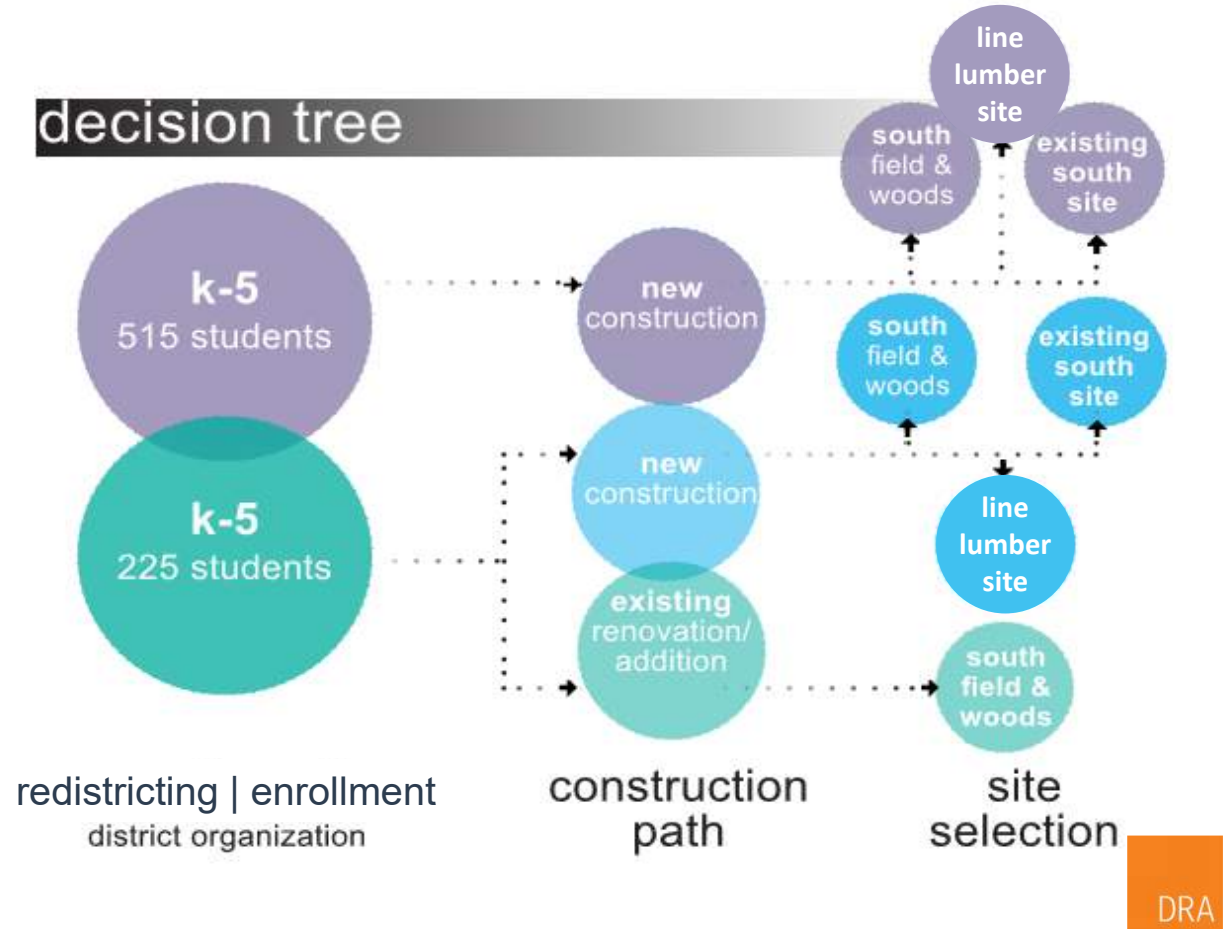 decision tree
line
lumber
site
south
field &
woods
existing
south
site
k-5
515 students
new
construction
south
field &
woods
existing
south
site
k-5
225 students
new
construction
line
lumber
site
existing
renovation/
addition
south
field &
woods
redistricting | enrollment
district organization
construction
path
site
selection
DRA